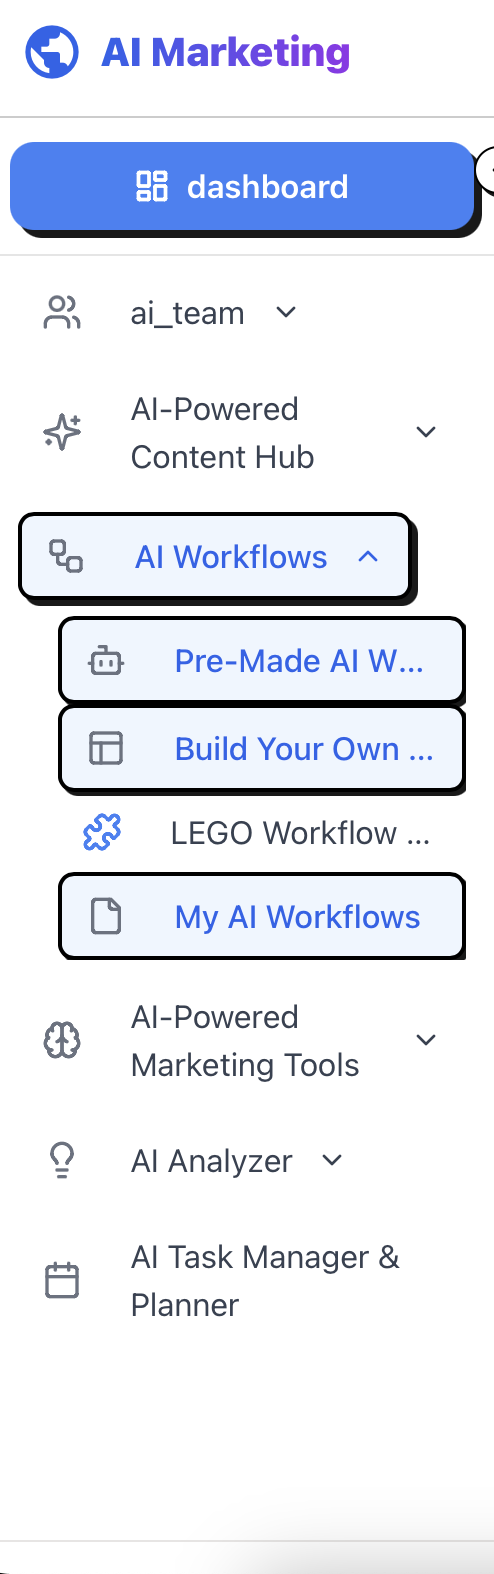 AI Marketing
dashboard
ai_team
AI-Powered
Content Hub
AI Workflows
Pre-Made AI W...
Build Your Own ...
LEGO Workflow ...
My AI Workflows
AI-Powered
Marketing Tools
AI Analyzer
AI Task Manager &
Planner